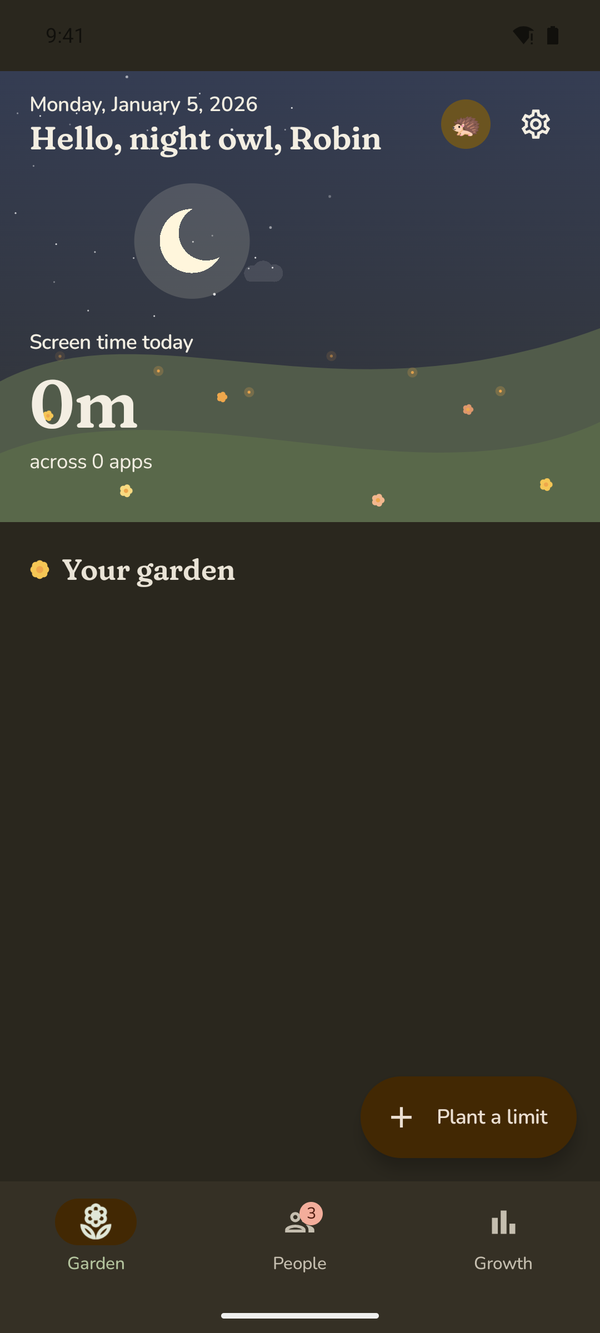 9:41
Monday, January 5, 2026
Hello, night owl, Robin
Screen time today
0m
across 0 apps
Your garden
Plant a limit
3
Garden
People
Growth